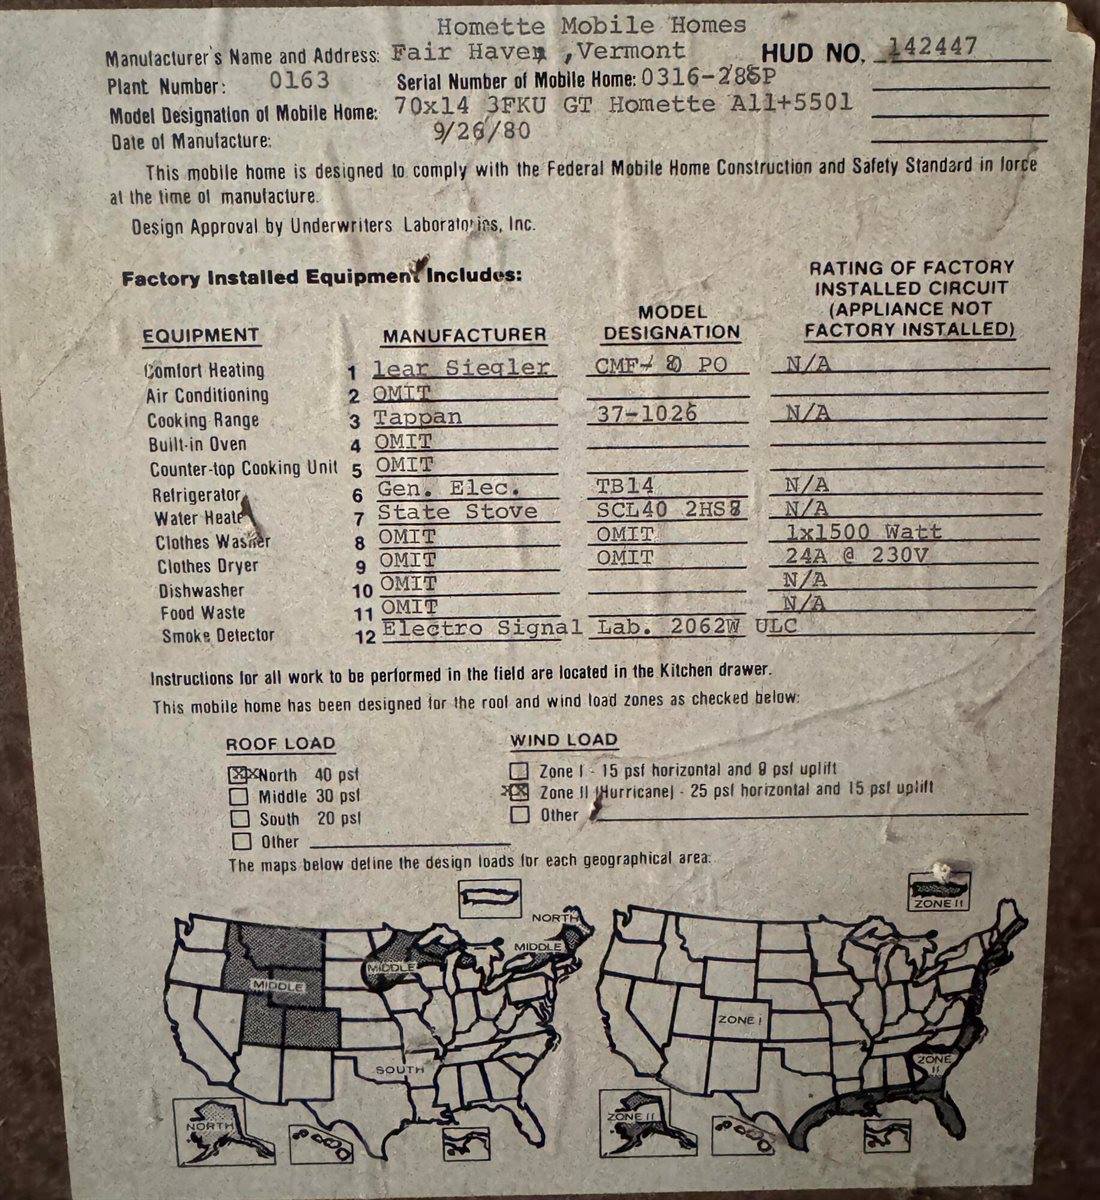 Homette Mobile Homes
Manufacturer's Name and Address: Fair Haven ,Vermont HUD NO. 142447
Plant Number: 0163 Serial Number of Mobile Home: 0316-285P
Model Designation of Mobile Home: 70x14 3FKU GT Homette All+5501
Date of Manufacture: 9/26/80
This mobile home is designed to comply with the Federal Mobile Home Construction and Safety Standard in force
at the time of manufacture.
Design Approval by Underwriters Laboratories, Inc.
Factory Installed Equipment Includes:
RATING OF FACTORY
INSTALLED CIRCUIT
(APPLIANCE NOT
FACTORY INSTALLED)
MODEL
DESIGNATION
EQUIPMENT MANUFACTURER
Comfort Heating 1 lear Siegler CMF- PO N/A
Air Conditioning 2 OMIT
Cooking Range 3 Tappan 37-1026 N/A
Built-in Oven 4 OMIT
Counter-top Cooking Unit 5 OMIT
Refrigerator 6 Gen. Elec. TB14 N/A
Water Heater 7 State Stove SCL40 2HS8 N/A
Clothes Washer 8 OMIT OMIT 1x1500 Watt
Clothes Dryer 9 OMIT OMIT 24A @ 230V
Dishwasher 10 OMIT N/A
Food Waste 11 OMIT N/A
Smoke Detector 12 Electro Signal Lab. 2062W ULC
Instructions for all work to be performed in the field are located in the Kitchen drawer.
This mobile home has been designed for the roof and wind load zones as checked below:
ROOF LOAD
XX North 40 psf
Middle 30 psf
South 20 psf
Other
WIND LOAD
Zone I - 15 psf horizontal and 9 psf uplift
XX Zone II (Hurricane) - 25 psf horizontal and 15 psf uplift
Other
The maps below define the design loads for each geographical area:
NORTH
MIDDLE
MIDDLE
MIDDLE
SOUTH
NORTH
ZONE II
ZONE I
ZONE
II
ZONE II